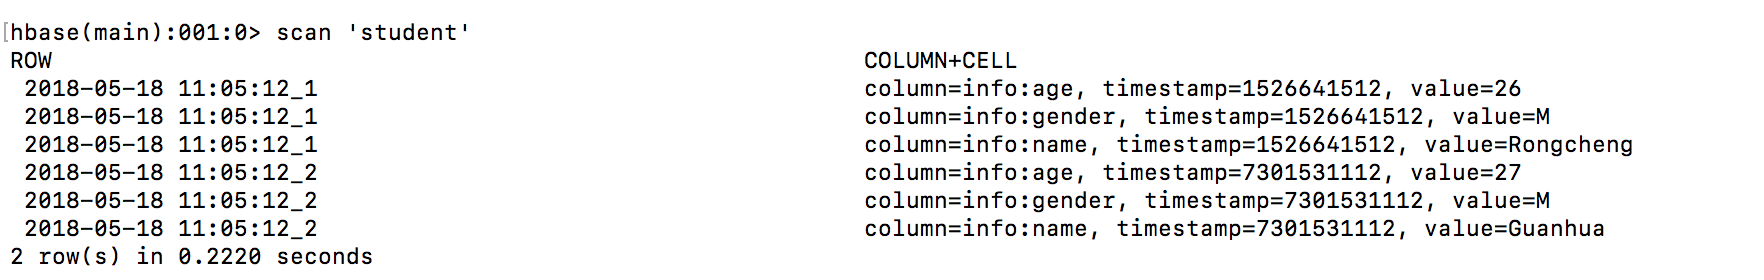 [hbase(main):001:0> scan 'student'
ROW COLUMN+CELL
2018-05-18 11:05:12_1 column=info:age, timestamp=1526641512, value=26
2018-05-18 11:05:12_1 column=info:gender, timestamp=1526641512, value=M
2018-05-18 11:05:12_1 column=info:name, timestamp=1526641512, value=Rongcheng
2018-05-18 11:05:12_2 column=info:age, timestamp=7301531112, value=27
2018-05-18 11:05:12_2 column=info:gender, timestamp=7301531112, value=M
2018-05-18 11:05:12_2 column=info:name, timestamp=7301531112, value=Guanhua
2 row(s) in 0.2220 seconds